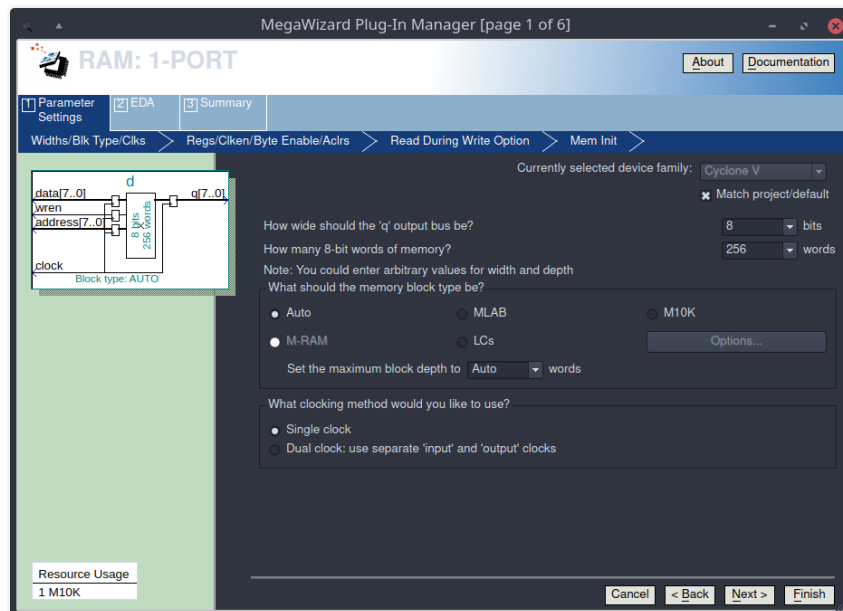 MegaWizard Plug-In Manager [page 1 of 6]
RAM: 1-PORT
About
Documentation
1 Parameter Settings
2 EDA
3 Summary
Widths/Blk Type/Clks
Regs/Clken/Byte Enable/Aclrs
Read During Write Option
Mem Init
d
data[7..0]
wren
address[7..0]
clock
q[7..0]
8 bits
x
256 words
Block type: AUTO
Currently selected device family: Cyclone V
Match project/default
How wide should the 'q' output bus be? 8 bits
How many 8-bit words of memory? 256 words
Note: You could enter arbitrary values for width and depth
What should the memory block type be?
Auto MLAB M10K
M-RAM LCs Options...
Set the maximum block depth to Auto words
What clocking method would you like to use?
Single clock
Dual clock: use separate 'input' and 'output' clocks
Resource Usage
1 M10K
Cancel < Back Next > Finish